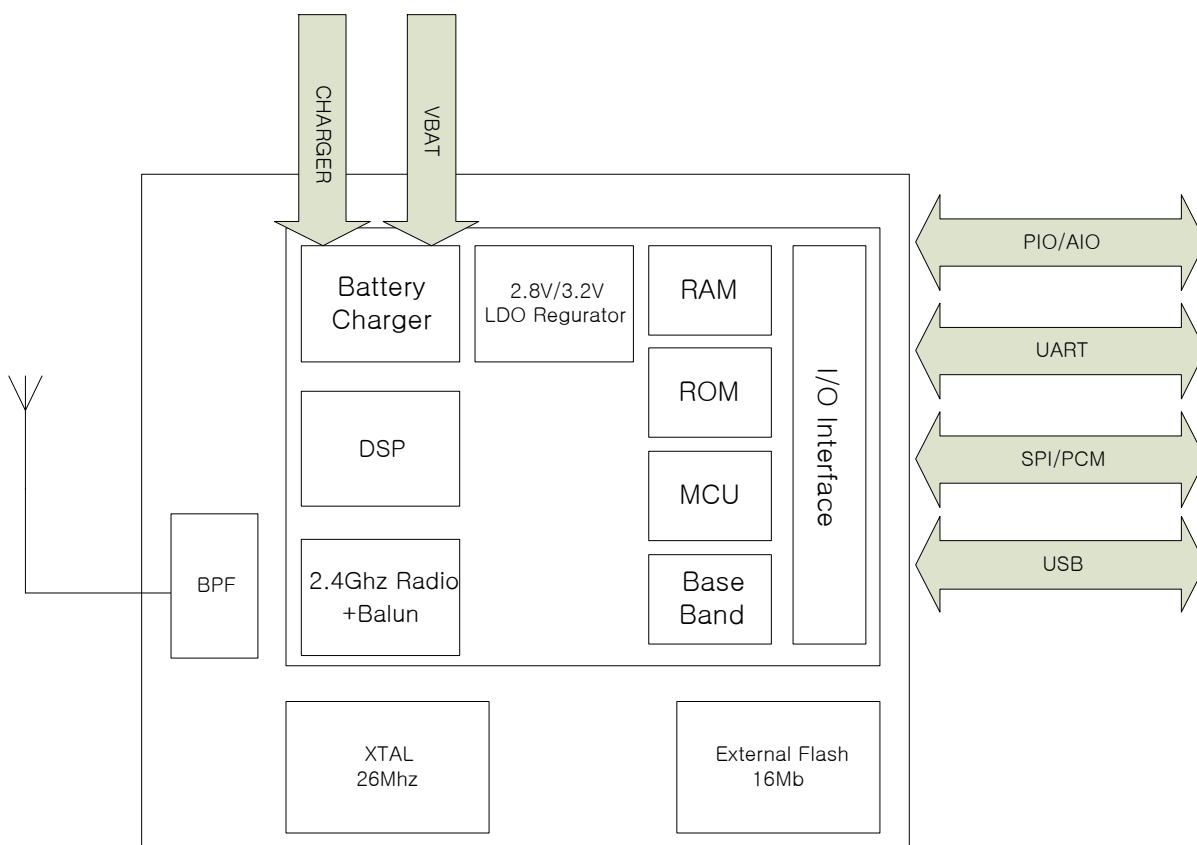 CHARGER
VBAT
Battery
Charger
2.8V/3.2V
LDO Regurator
RAM
ROM
MCU
Base
Band
I/O Interface
DSP
2.4Ghz Radio
+Balun
BPF
XTAL
26Mhz
External Flash
16Mb
PIO/AIO
UART
SPI/PCM
USB